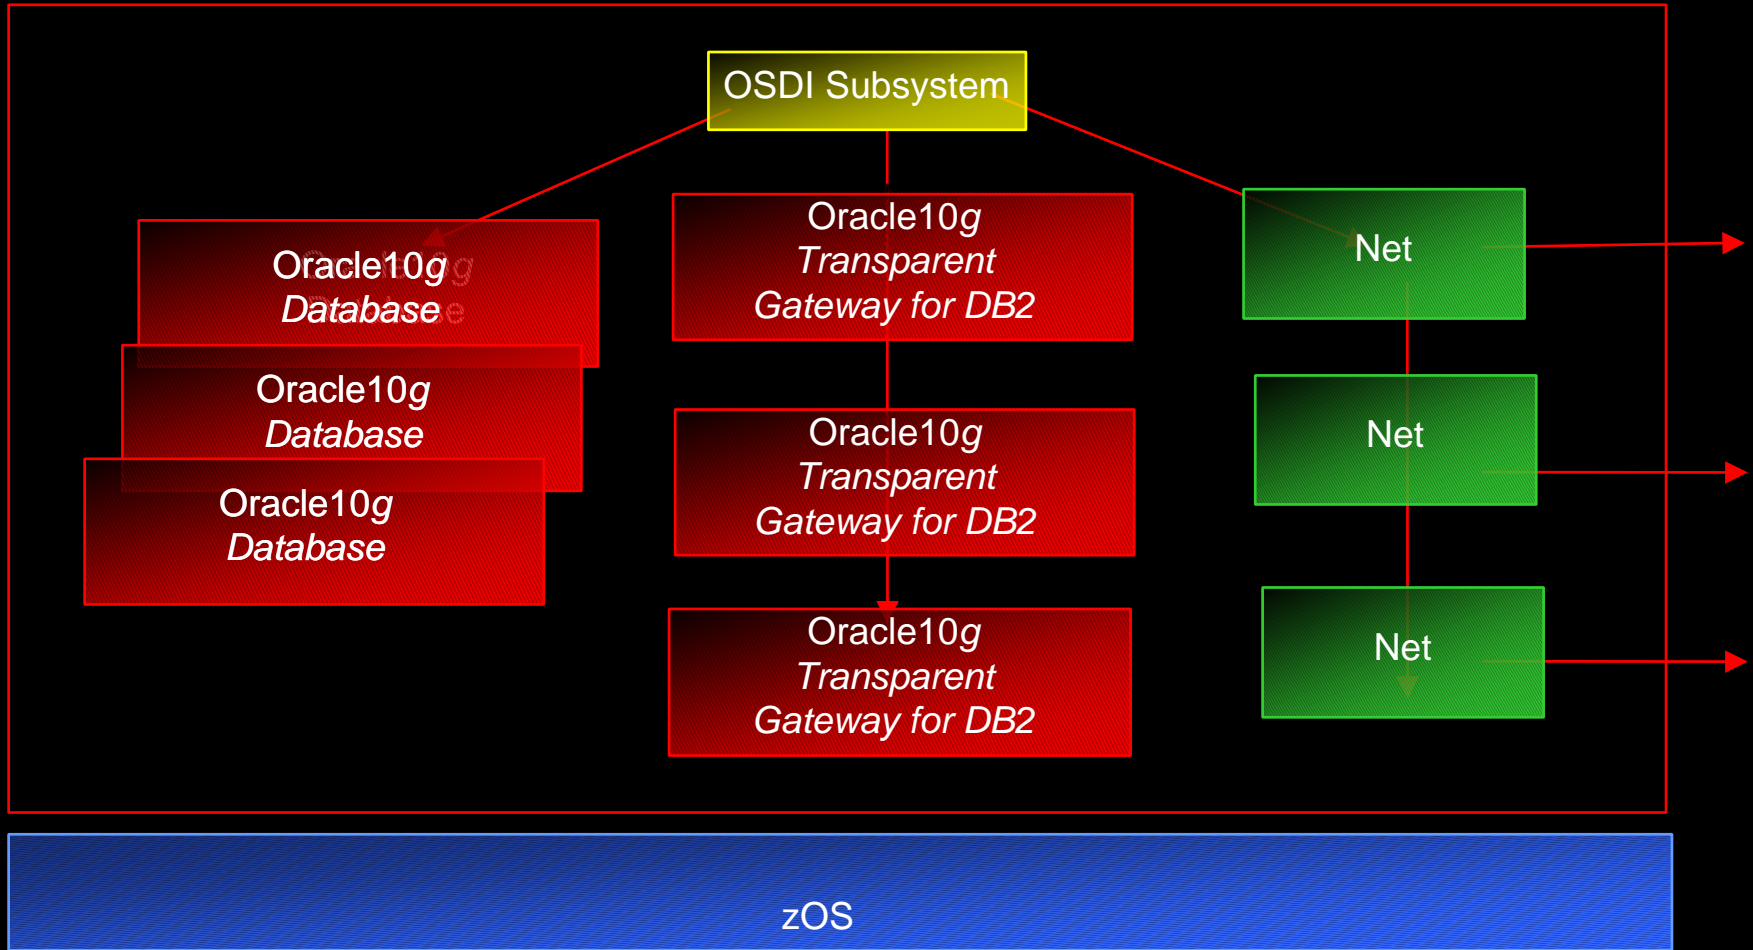 OSDI Subsystem
Oracle10g
Database
Oracle10g
Database
Oracle10g
Database
Oracle10g
Transparent
Gateway for DB2
Oracle10g
Transparent
Gateway for DB2
Oracle10g
Transparent
Gateway for DB2
Net
Net
Net
zOS